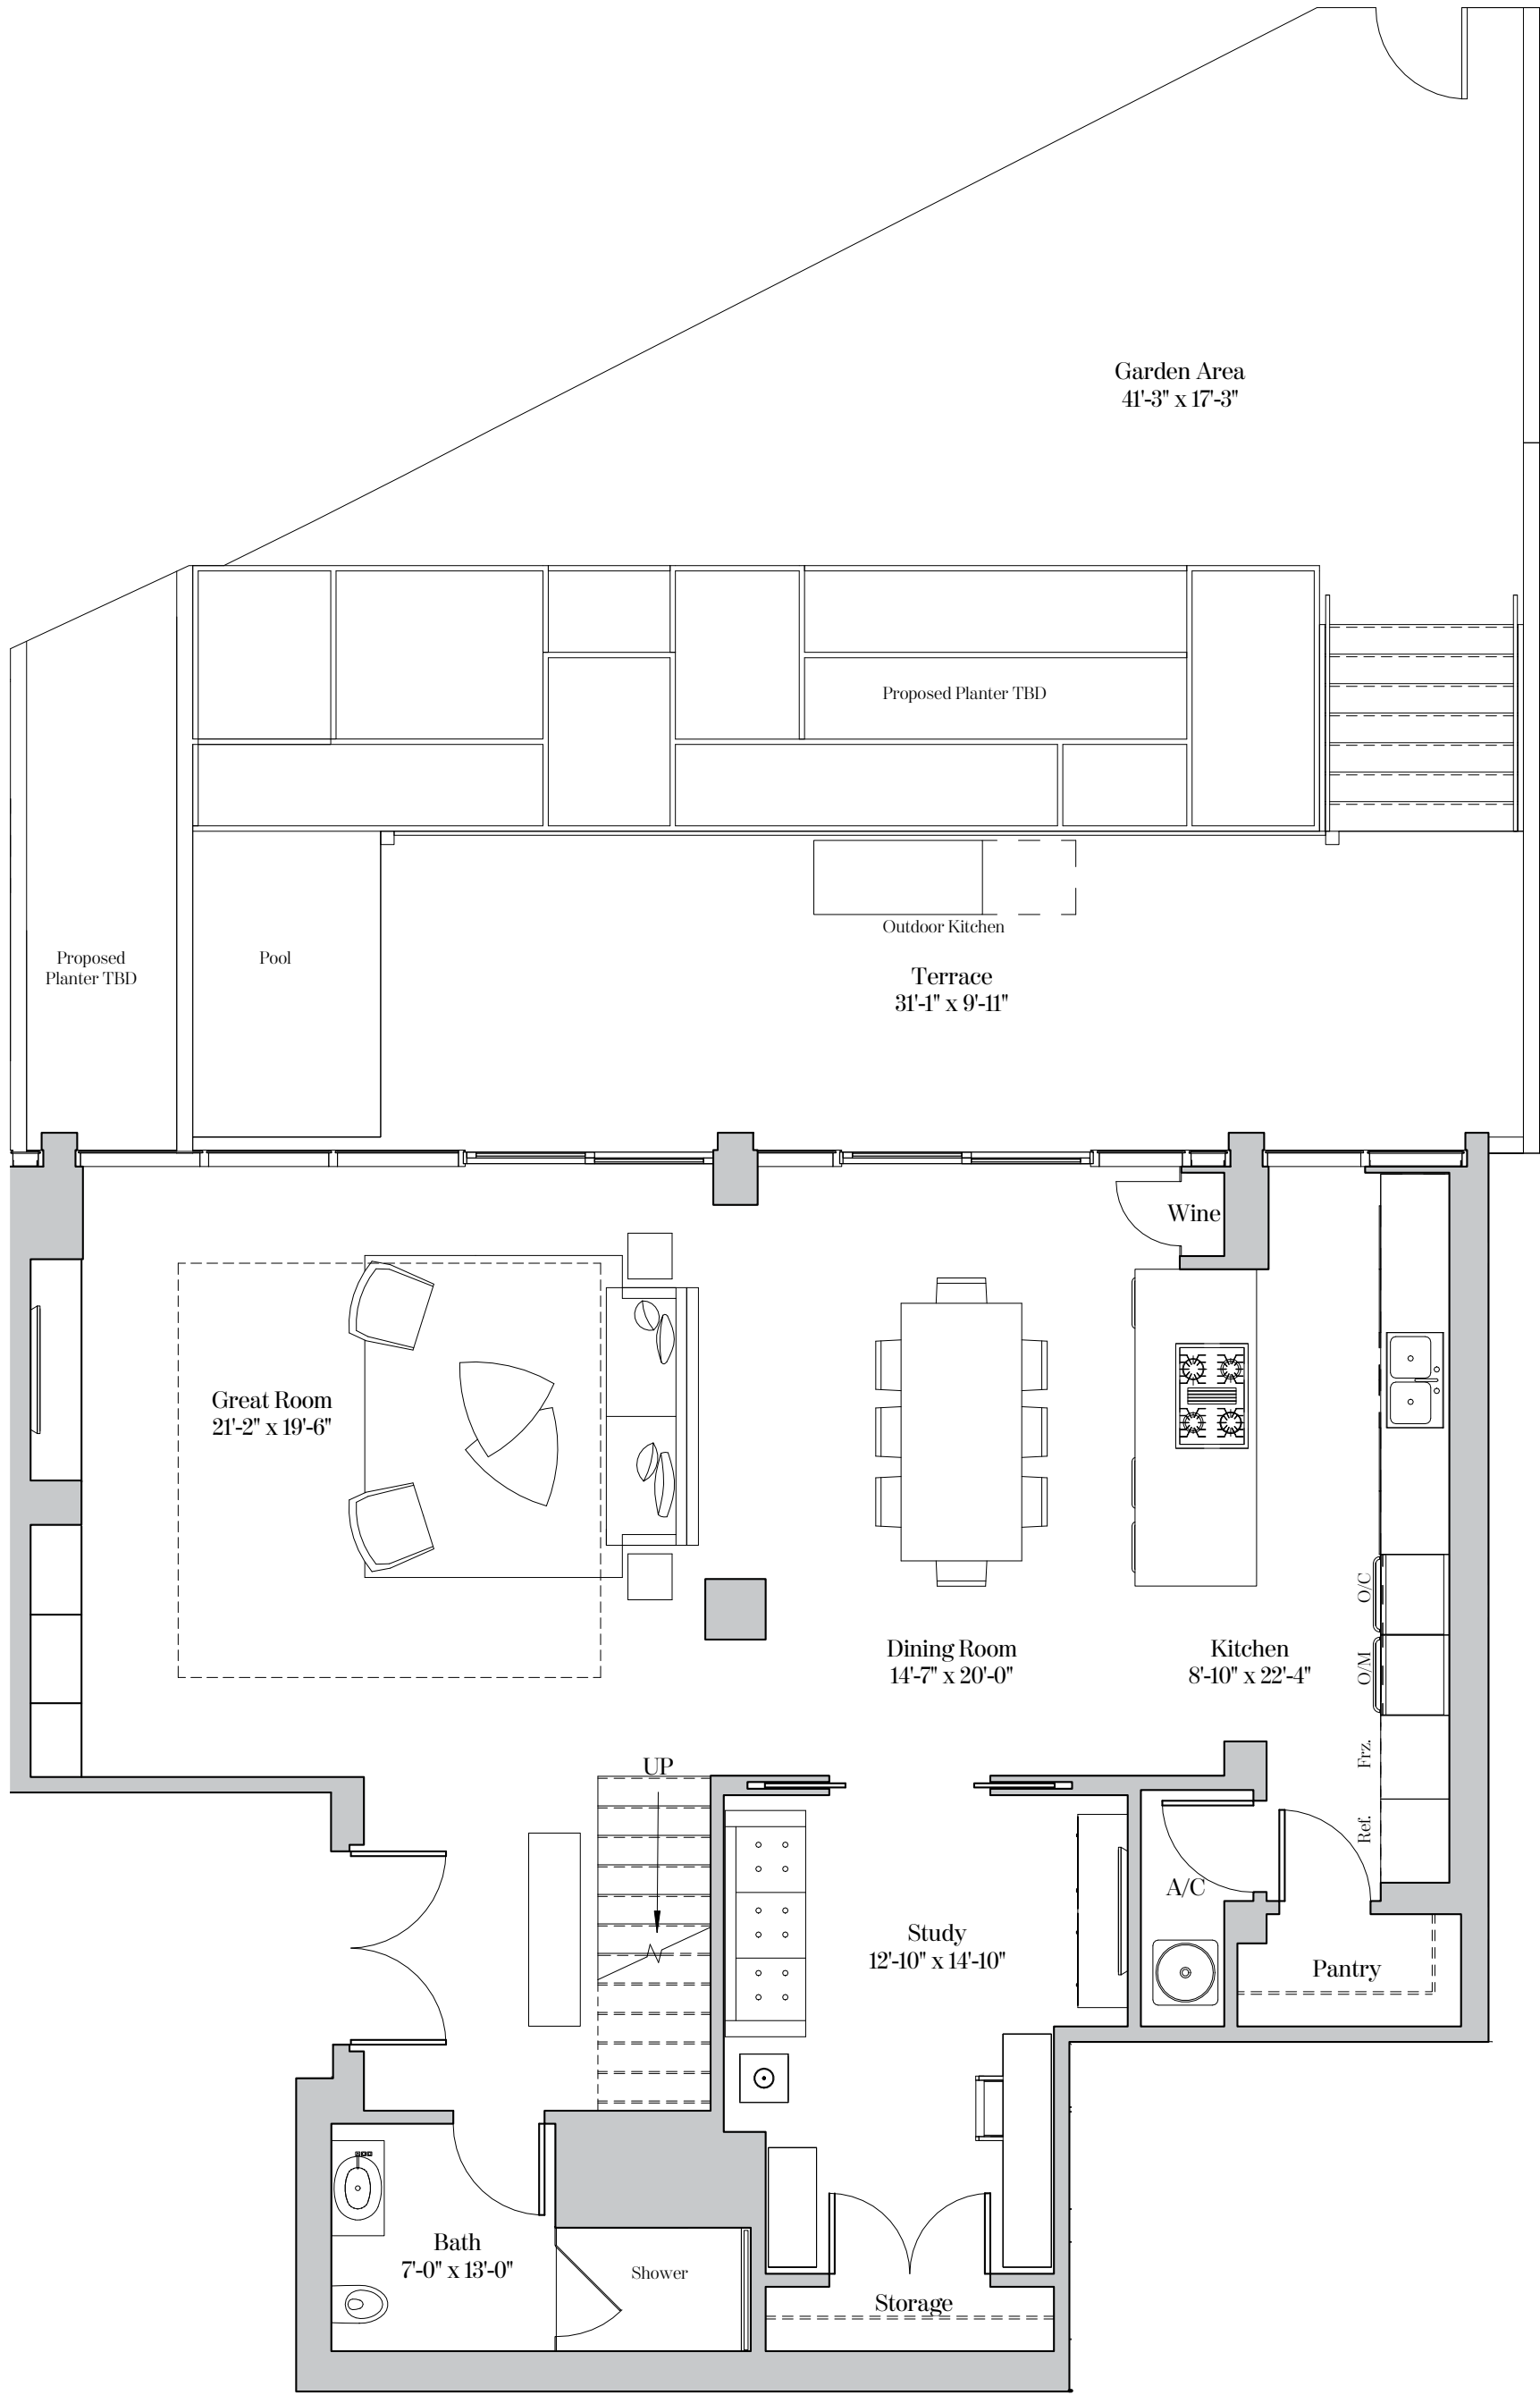 Garden Area
41'-3" x 17'-3"
Proposed Planter TBD
Outdoor Kitchen
Proposed
Planter TBD
Pool
Terrace
31'-1" x 9'-11"
Wine
Great Room
21'-2" x 19'-6"
O/C
Dining Room
14'-7" x 20'-0"
Kitchen
8'-10" x 22'-4"
O/M
Frz.
UP
Ref.
A/C
Study
12'-10" x 14'-10"
Pantry
Bath
7'-0" x 13'-0"
Shower
Storage